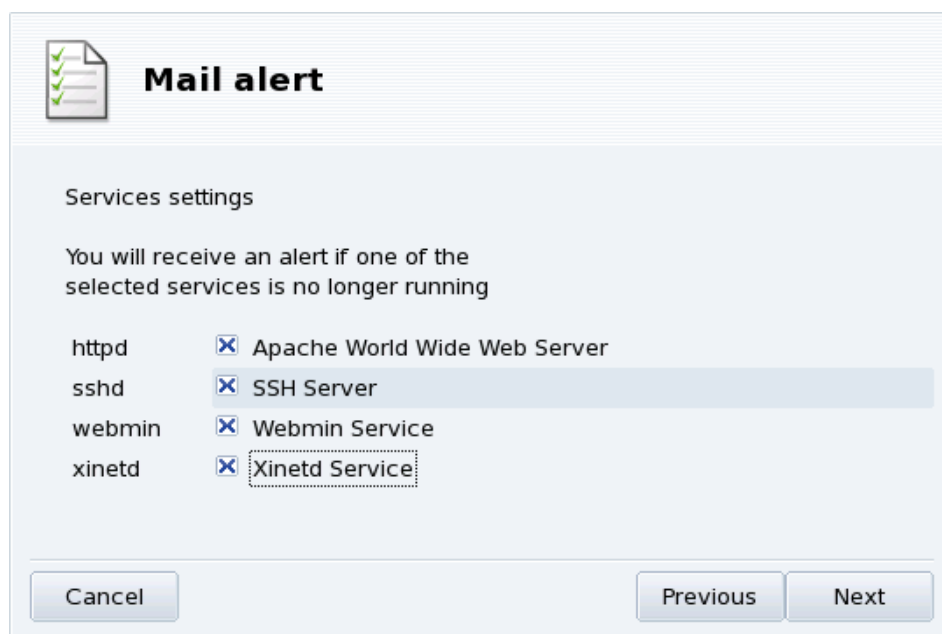 Mail alert
Services settings
You will receive an alert if one of the
selected services is no longer running
httpd Apache World Wide Web Server
sshd SSH Server
webmin Webmin Service
xinetd Xinetd Service
Cancel Previous Next